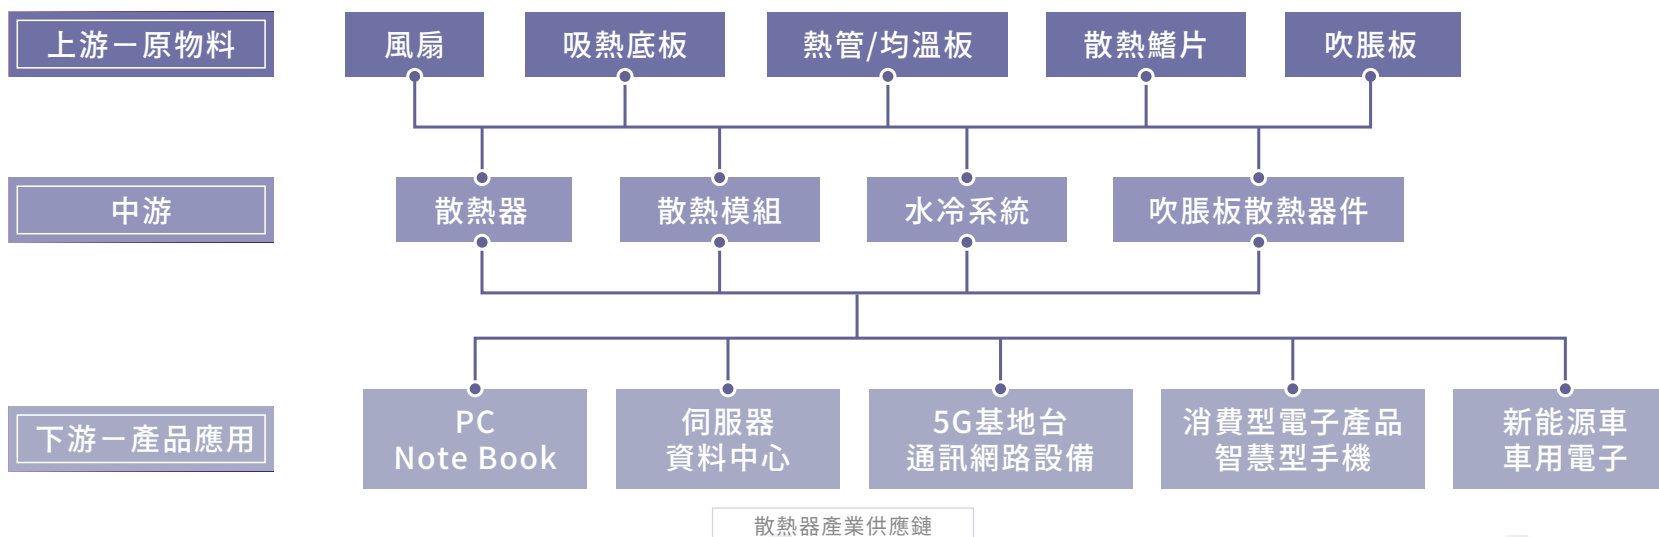 上游－原物料
風扇
吸熱底板
熱管/均溫板
散熱鰭片
吹脹板
中游
散熱器
散熱模組
水冷系統
吹脹板散熱器件
下游－產品應用
PC
Note Book
伺服器
資料中心
5G基地台
通訊網路設備
消費型電子產品
智慧型手機
新能源車
車用電子
散熱器產業供應鏈